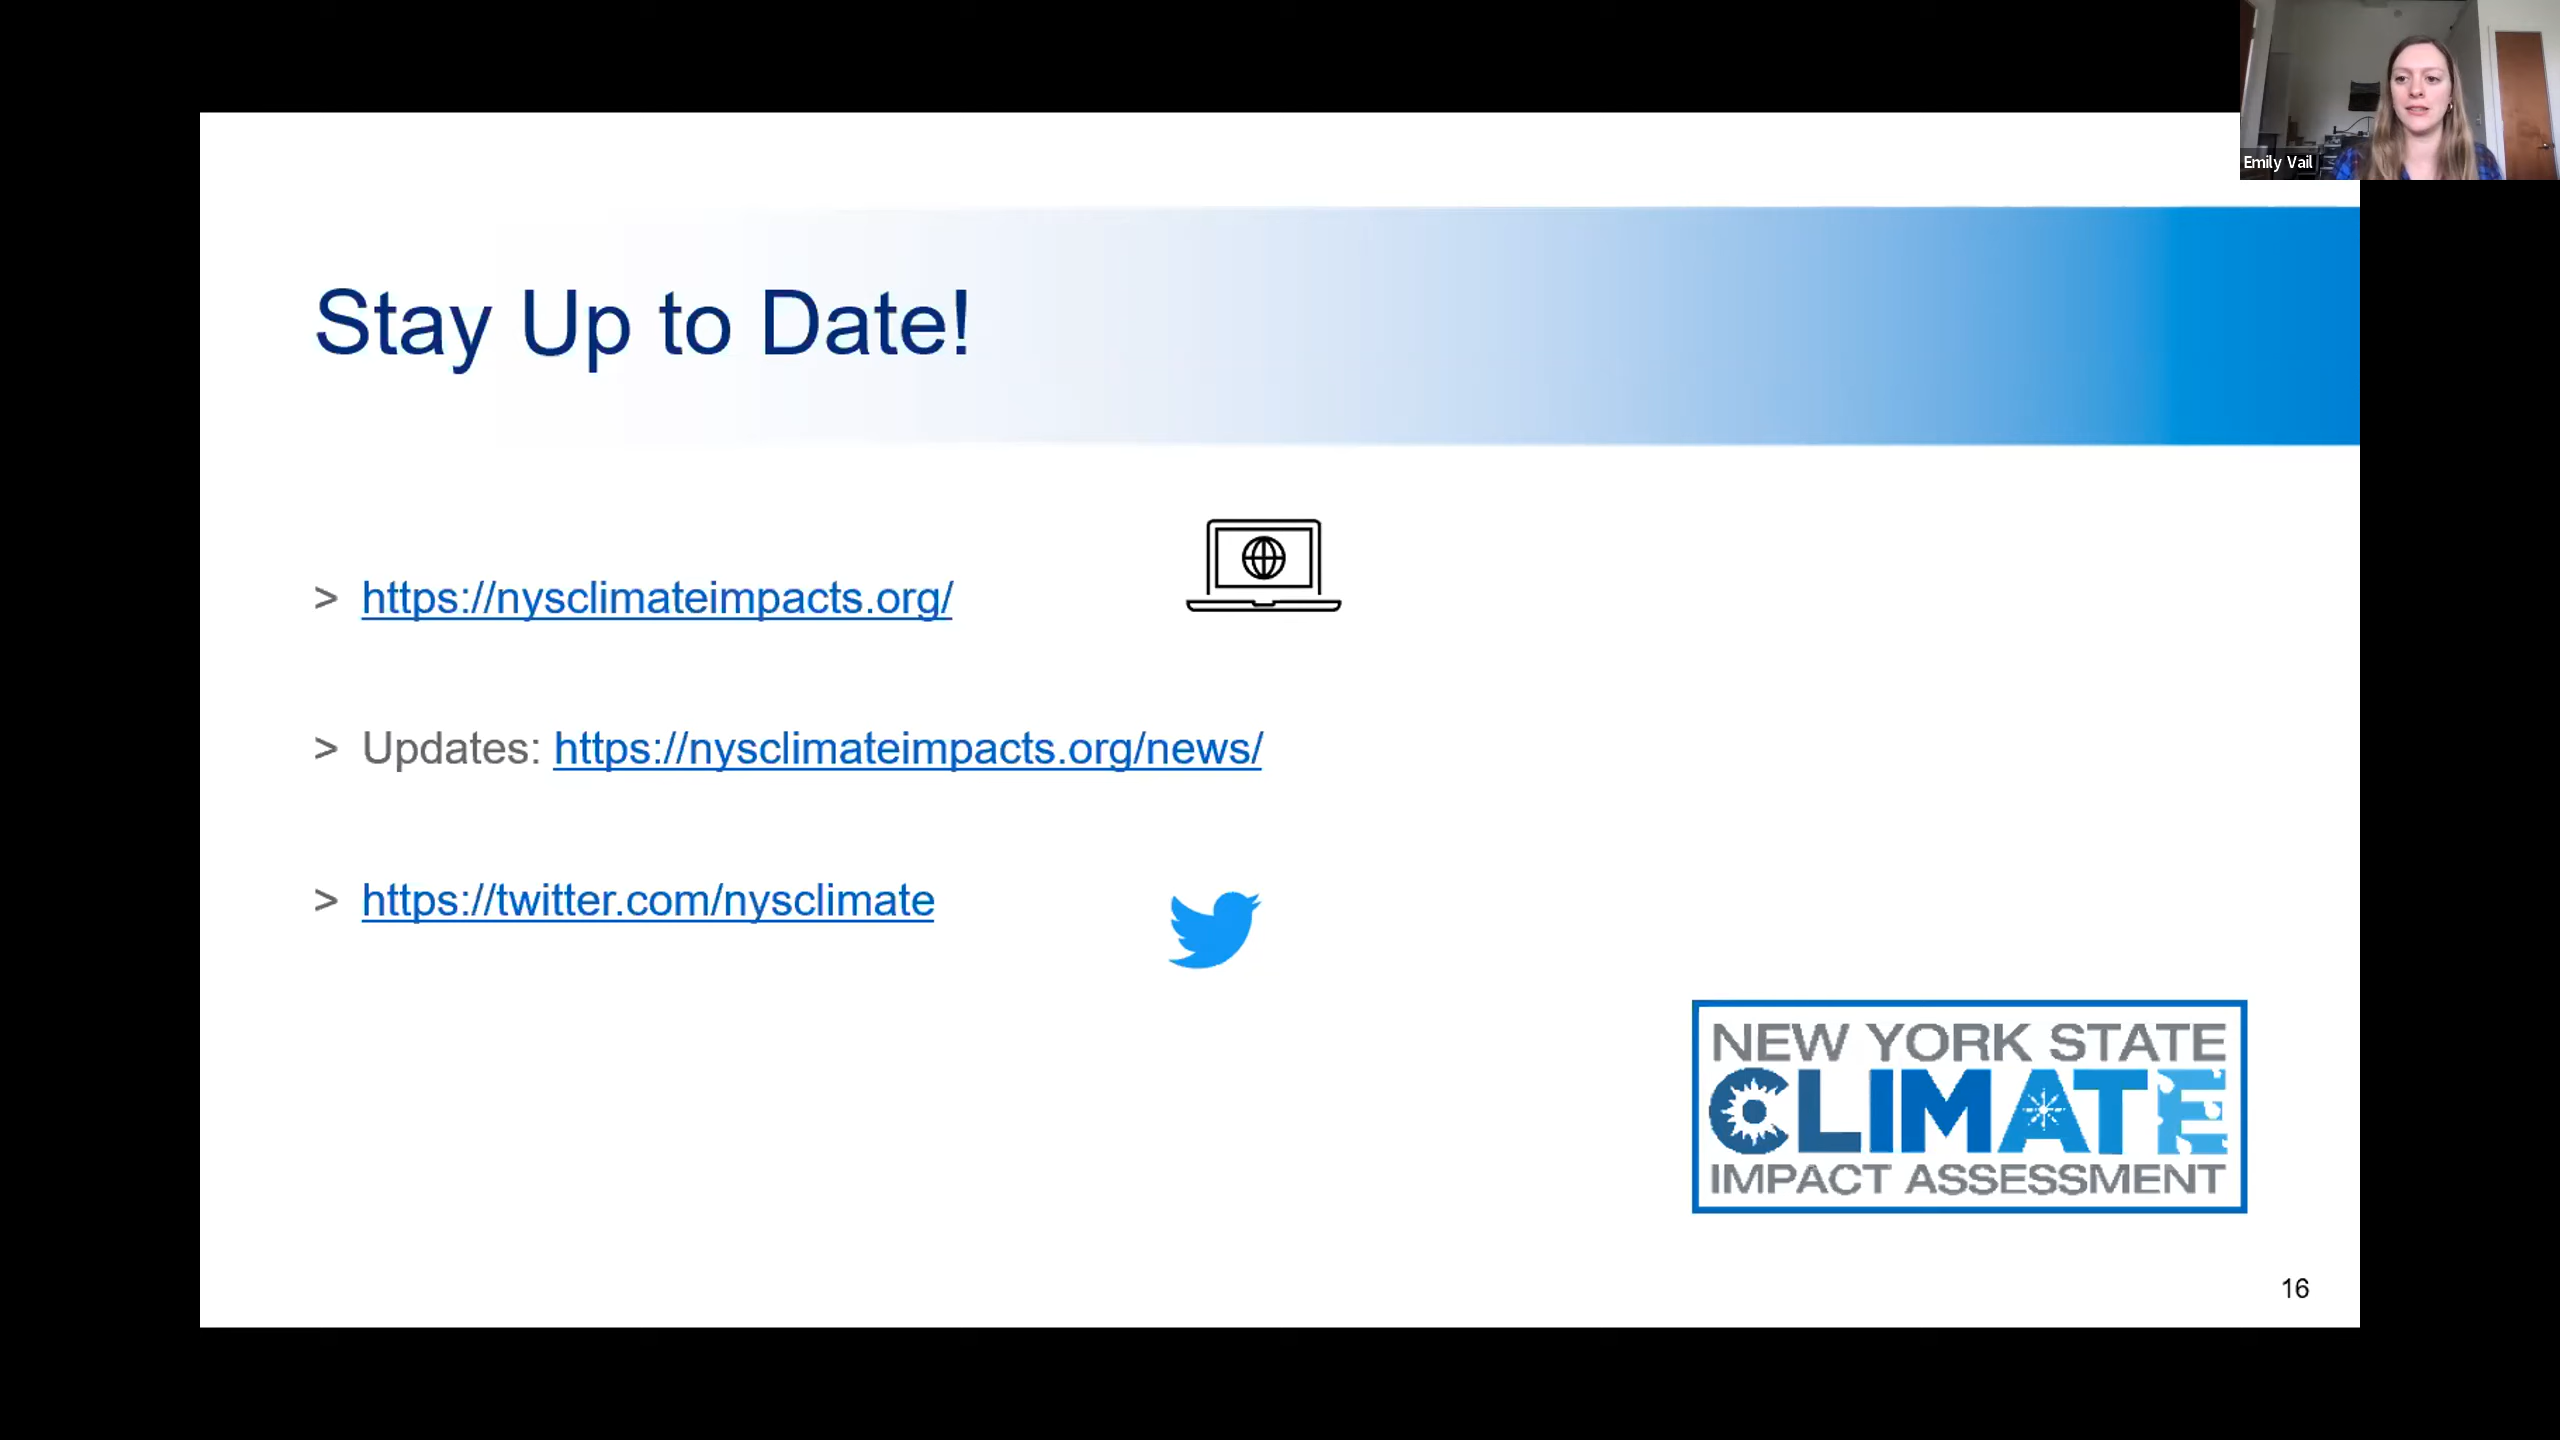 Emily Vail
Stay Up to Date!
> https://nysclimateimpacts.org/
> Updates: https://nysclimateimpacts.org/news/
> https://twitter.com/nysclimate
NEW YORK STATE
CLIMATE
IMPACT ASSESSMENT
16